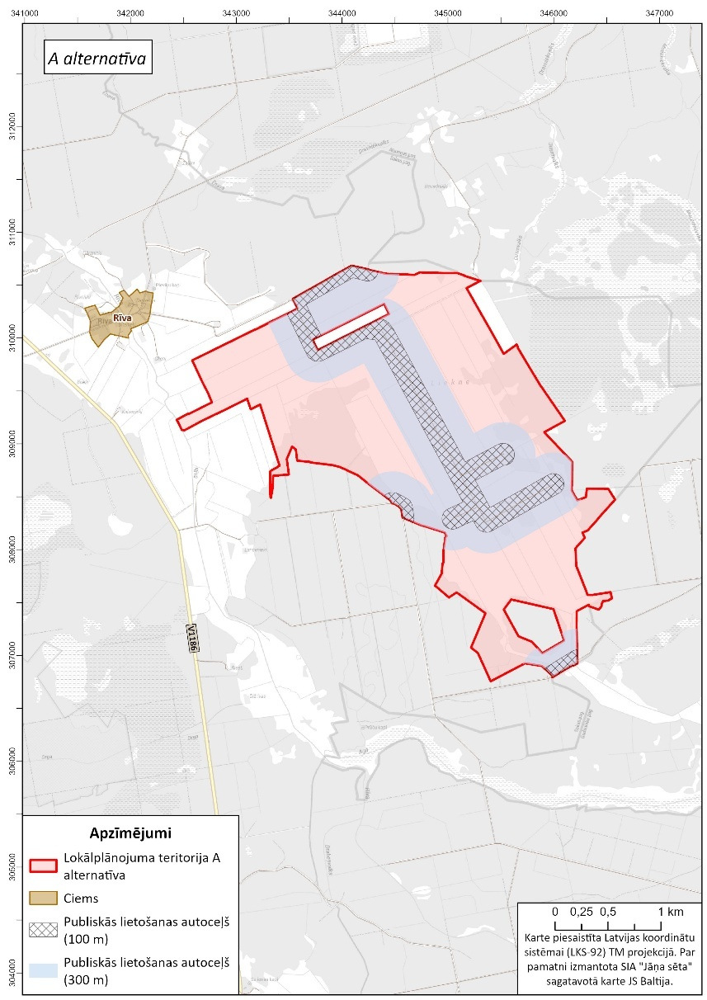 341000 342000 343000 344000 345000 346000 347000
A alternatīva
312000
311000
310000
309000
308000
307000
306000
305000
304000
Rīva
V1186
Apzīmējumi
Lokālplānojuma teritorija A
alternatīva
Ciems
Publiskās lietošanas autoceļš
(100 m)
Publiskās lietošanas autoceļš
(300 m)
0 0,25 0,5 1 km
Karte piesaistīta Latvijas koordinātu
sistēmai (LKS-92) TM projekcijā. Par
pamatni izmantota SIA "Jāņa sēta"
sagatavotā karte JS Baltija.